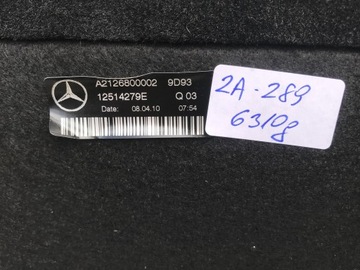 A2126800002 9D93
12514279E Q 03
Date: 08.04.10 07:54
2A-289
63108